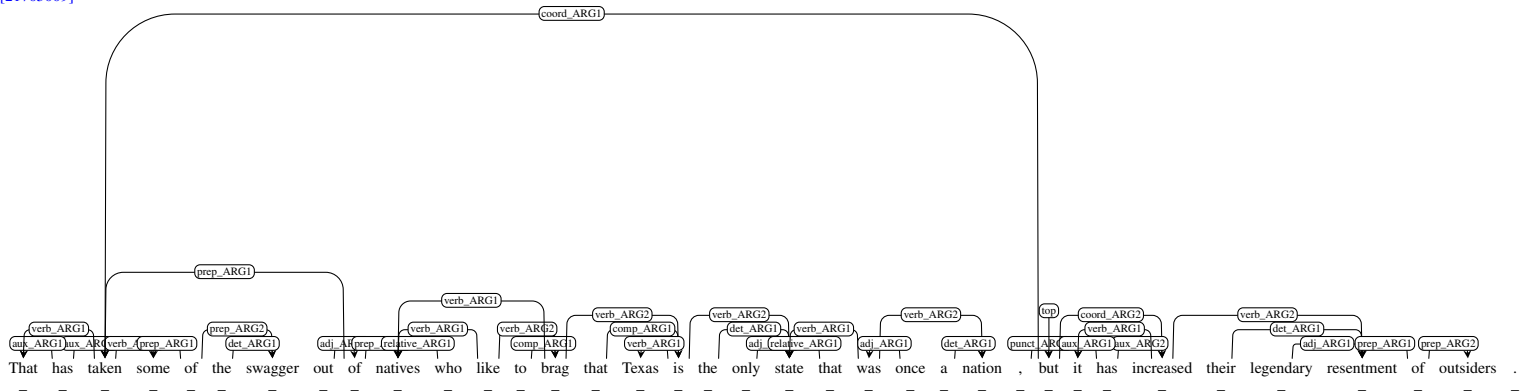 coord_ARG1
prep_ARG1
verb_ARG1
top
verb_ARG2 verb_ARG2 verb_ARG2 coord_ARG2 verb_ARG2
verb_ARG1 prep_ARG2 verb_ARG1 verb_ARG2 comp_ARG1 det_ARG1 verb_ARG1 verb_ARG1 det_ARG1
aux_ARG1 prep_ARG1 det_ARG1 relative_ARG1 comp_ARG1 verb_ARG1 adj_ARG1 det_ARG1 aux_ARG1 aux_ARG2 adj_ARG1 prep_ARG1 prep_ARG2
That has taken some of the swagger out of natives who like to brag that Texas is the only state that was once a nation , but it has increased their legendary resentment of outsiders .